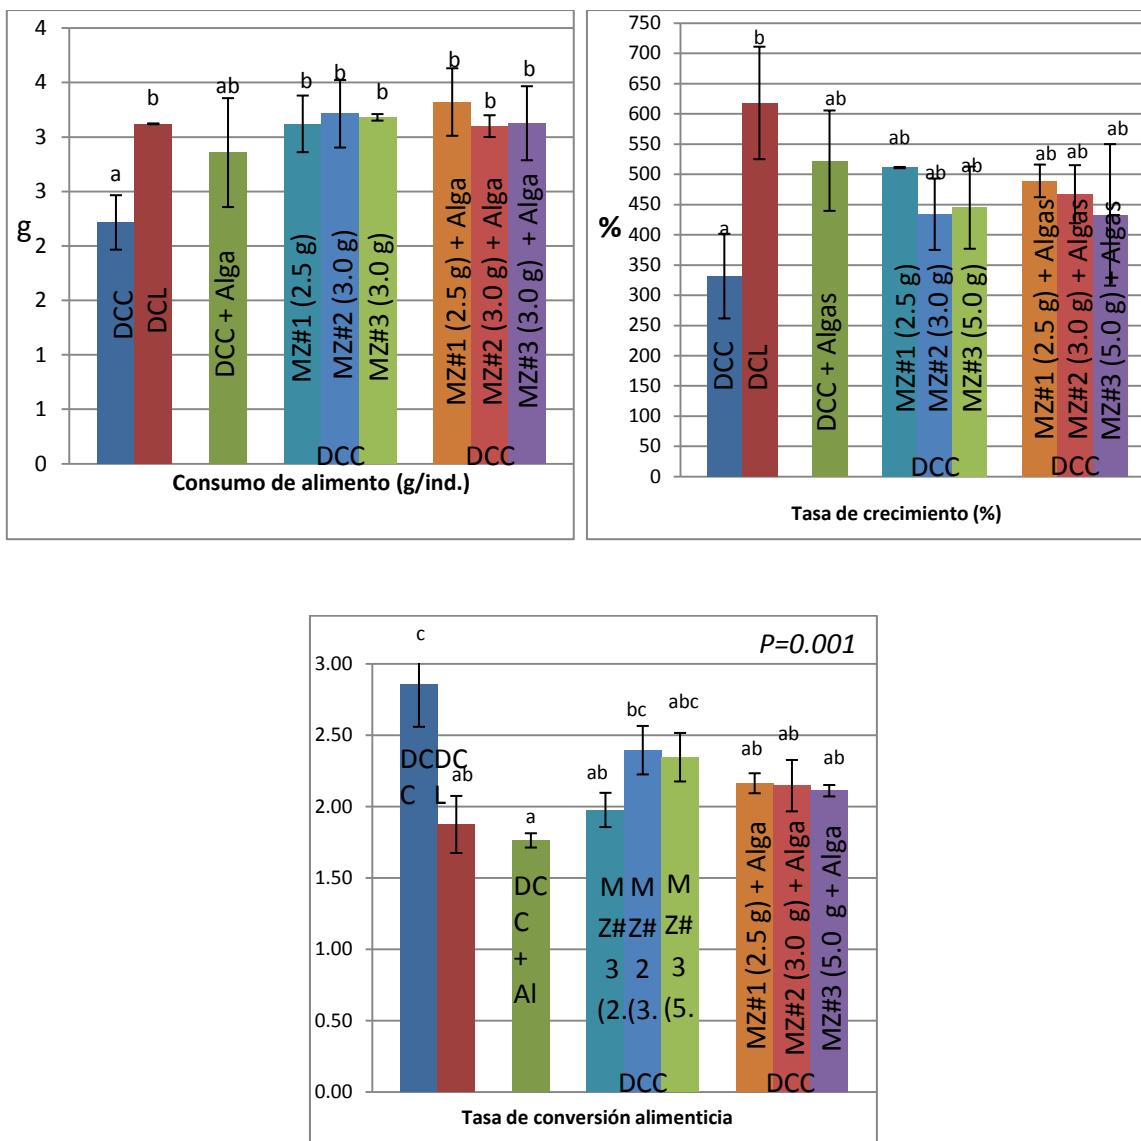 4
4
3
3
2
2
1
1
0
g
a
b
ab
b
b
b
b
b
b
DCC
DCL
DCC + Alga
MZ#1 (2.5 g)
MZ#2 (3.0 g)
MZ#3 (3.0 g)
MZ#1 (2.5 g) + Alga
MZ#2 (3.0 g) + Alga
MZ#3 (3.0 g) + Alga
DCC
DCC
Consumo de alimento (g/ind.)
750
700
650
600
550
500
450
400
350
300
250
200
150
100
50
0
%
a
b
ab
ab
ab
ab
ab
ab
ab
DCC
DCL
DCC + Algas
MZ#1 (2.5 g)
MZ#2 (3.0 g)
MZ#3 (5.0 g)
MZ#1 (2.5 g) + Algas
MZ#2 (3.0 g) + Algas
MZ#3 (5.0 g) + Algas
DCC
DCC
Tasa de crecimiento (%)
P=0.001
3.00
2.50
2.00
1.50
1.00
0.50
0.00
c
ab
a
ab
bc
abc
ab
ab
ab
DC
C
DC
L
DC
C
+
Al
M
Z#
3
(2.
M
Z#
2
(3.
M
Z#
3
(5.
MZ#1 (2.5 g) + Alga
MZ#2 (3.0 g) + Alga
MZ#3 (5.0 g + Alga
DCC
DCC
Tasa de conversión alimenticia